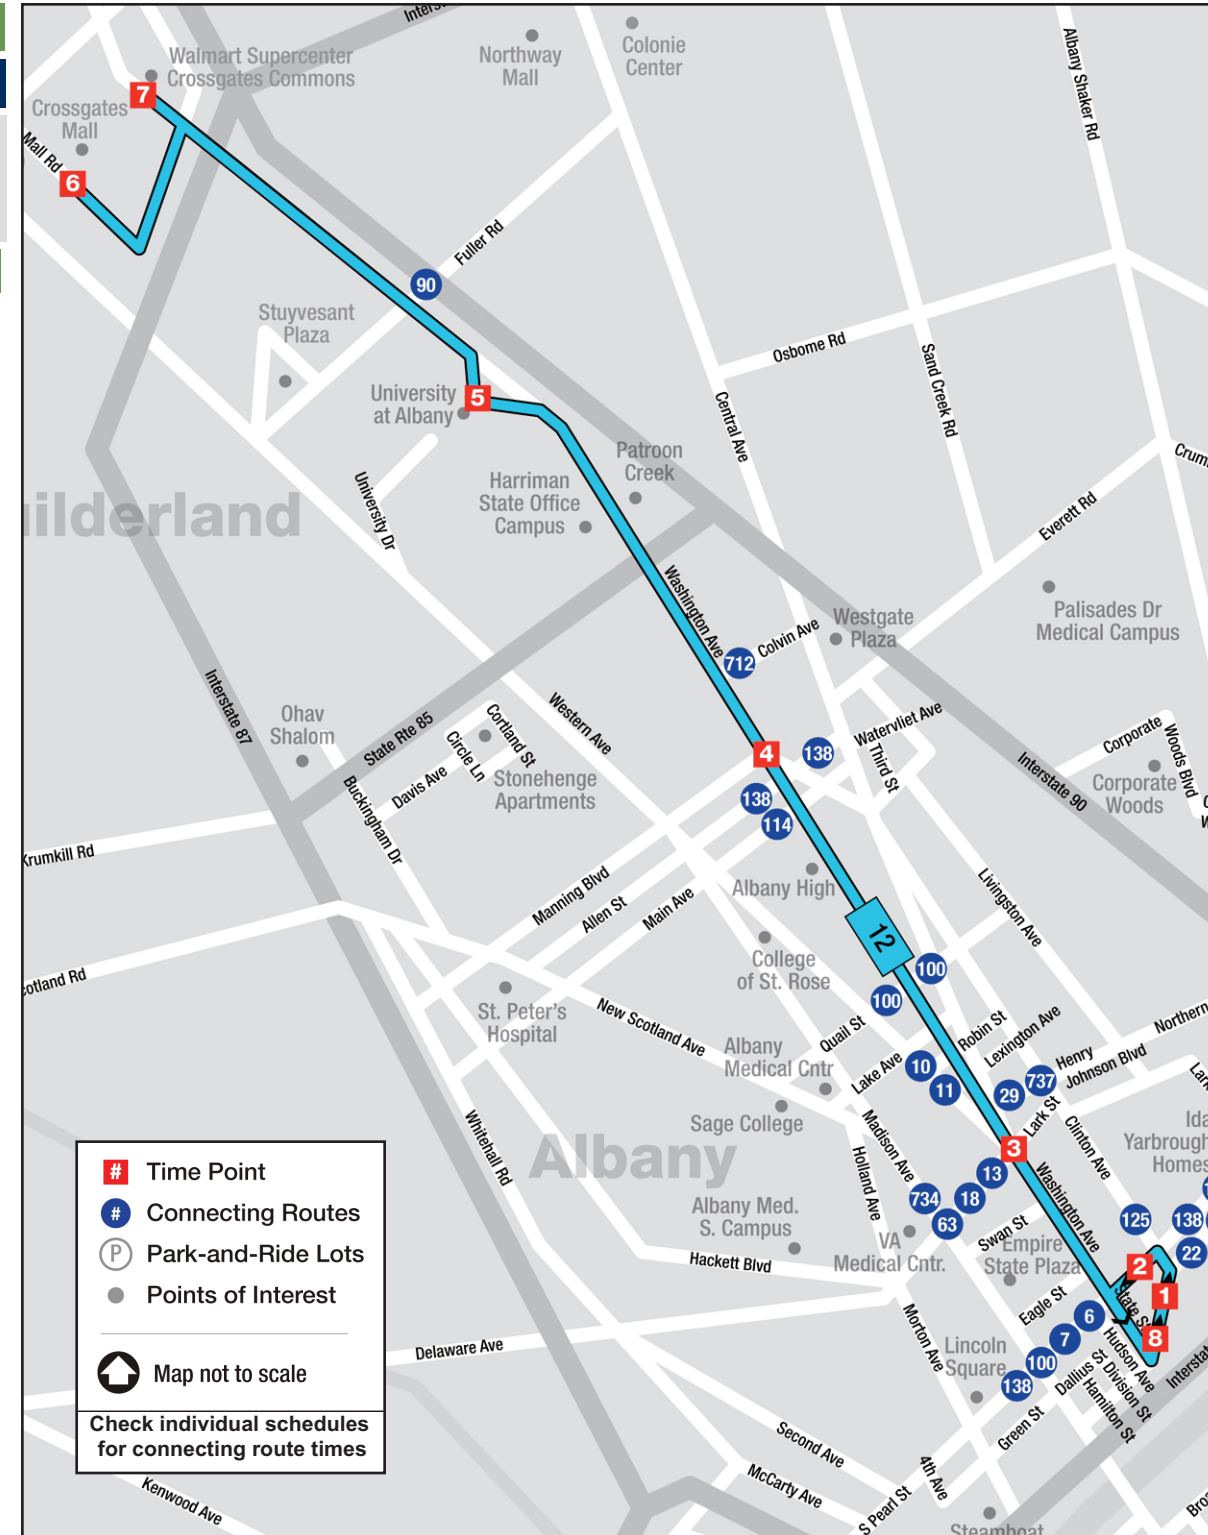 Walmart Supercenter
Crossgates Commons
7
Crossgates
Mall
Mall Rd
6
Northway
Mall
Colonie
Center
Albany Shaker Rd
Fuller Rd
90
Stuyvesant
Plaza
Osborne Rd
Sand Creek Rd
Central Ave
University
at Albany
5
Patroon
Creek
Harriman
State Office
Campus
University Dr
Everett Rd
Washington Ave
Palisades Dr
Medical Campus
Westgate
Plaza
Colvin Ave
712
Interstate 87
State Rte 85
Ohav
Shalom
Cortland St
Circle Ln
Davis Ave
Stonehenge
Apartments
Western Ave
4
138
Watervliet Ave
Third St
Interstate 90
Corporate
Woods Blvd
Corporate
Woods
138
114
Buckingham Dr
Krumkill Rd
Manning Blvd
Allen St
Main Ave
Albany High
Livingston Ave
12
College
of St. Rose
100
100
St. Peter's
Hospital
New Scotland Ave
Quail St
Robin St
Lexington Ave
Northern
Albany
Medical Cntr
Lake Ave
10
11
29
737
Henry
Johnson Blvd
Lark St
Sage College
Madison Ave
Holland Ave
3
Clinton Ave
Whitehall Rd
Albany
13
18
734
63
Washington Ave
Albany Med.
S. Campus
VA
Medical Cntr.
Swan St
Empire
State Plaza
125
138
22
2
1
8
State St
Hackett Blvd
Eagle St
6
7
100
138
Hudson Ave
Dallius St
Division St
Hamilton St
Morton Ave
Lincoln
Square
Green St
Delaware Ave
Second Ave
McCarty Ave
4th Ave
S Pearl St
Steamboat
Kenwood Ave
# Time Point
# Connecting Routes
P Park-and-Ride Lots
Points of Interest
Map not to scale
Check individual schedules
for connecting route times